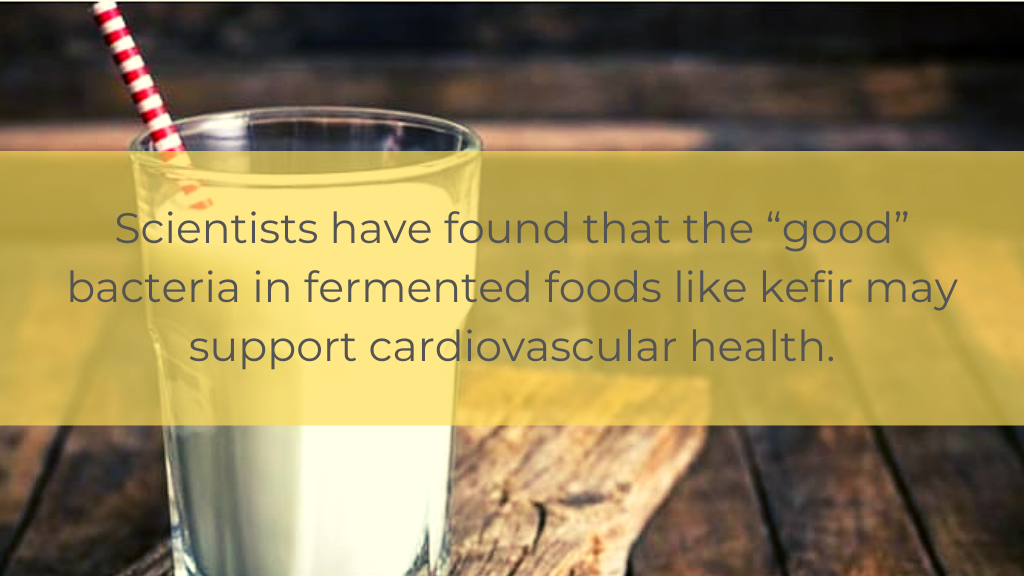 Scientists have found that the “good”
bacteria in fermented foods like kefir may
support cardiovascular health.